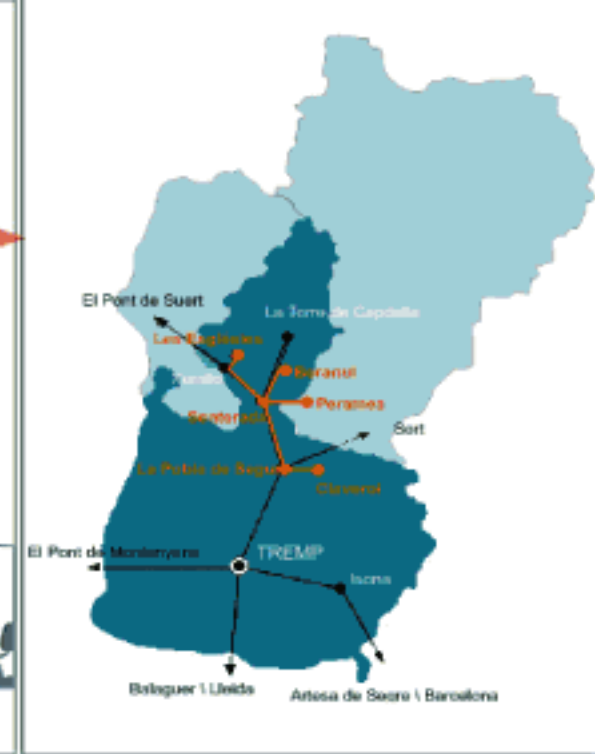 El Pont de Suert
La Torre de Capdella
Les Esglésies
Beranui
Senterada
Peramea
Sort
La Pobla de Segur
Claverol
El Pont de Montanyana
TREMP
Isona
Balaguer \ Lleida
Artesa de Segre \ Barcelona